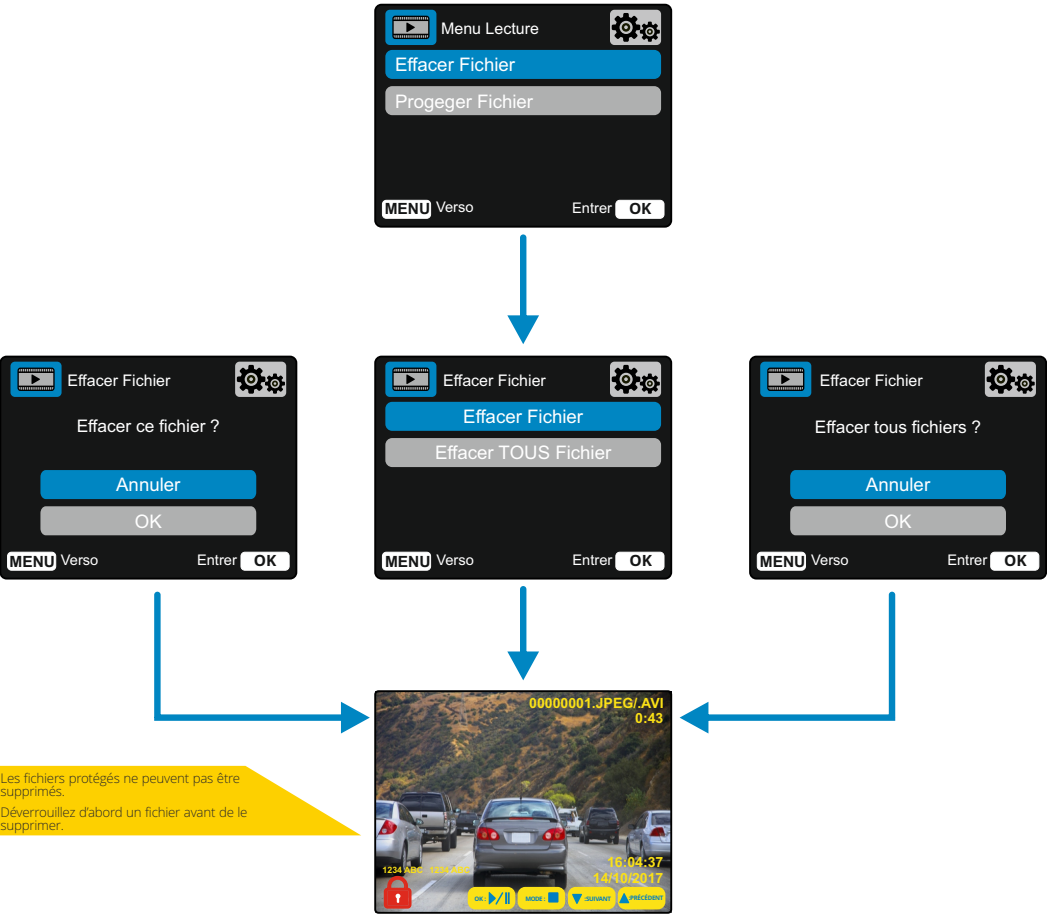 Menu Lecture
Effacer Fichier
Progeger Fichier
MENU Verso
Entrer OK
Effacer Fichier
Effacer ce fichier ?
Annuler
OK
MENU Verso
Entrer OK
Effacer Fichier
Effacer Fichier
Effacer TOUS Fichier
MENU Verso
Entrer OK
Effacer Fichier
Effacer tous fichiers ?
Annuler
OK
MENU Verso
Entrer OK
Les fichiers protégés ne peuvent pas être
supprimés.
Déverrouillez d'abord un fichier avant de le
supprimer.
00000001.JPEG/.AVI
0:43
1234 ABC 1234 ABC
16:04:37
14/10/2017
OK :
MODE :
:SUIVANT
:PRÉCÉDENT